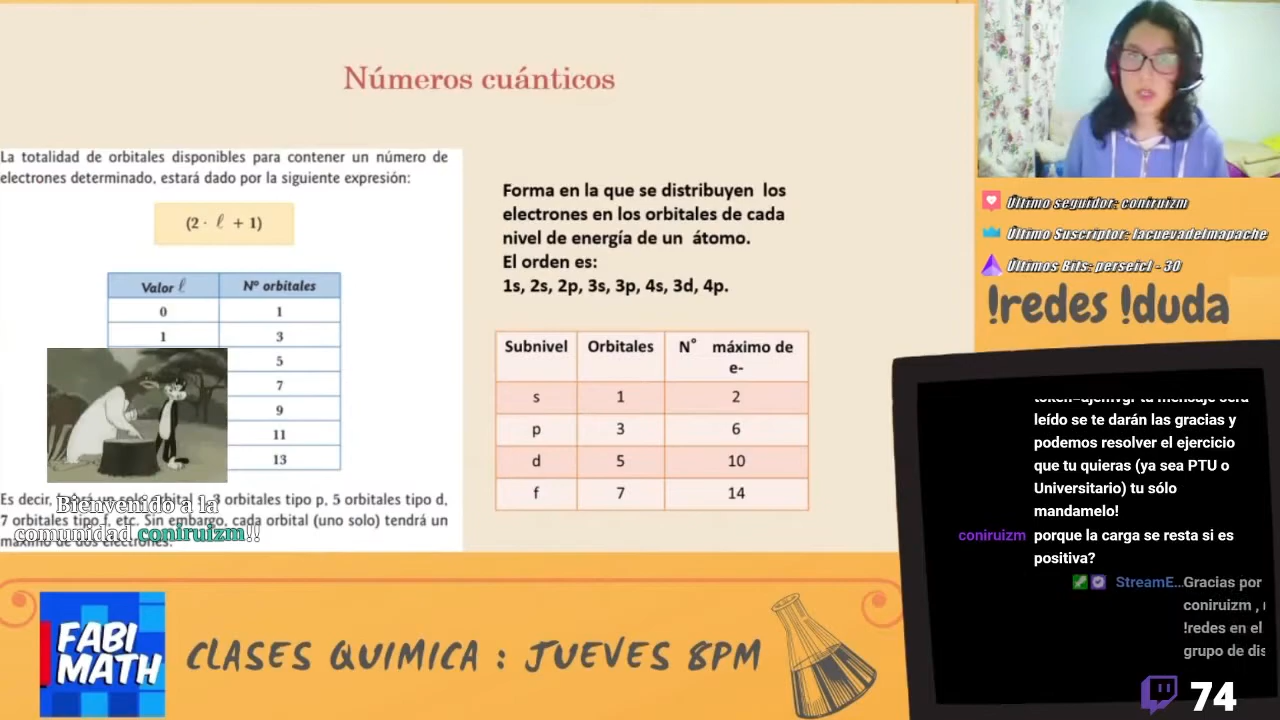 Números cuánticos
La totalidad de orbitales disponibles para contener un número de
electrones determinado, estará dado por la siguiente expresión:
(2 · ℓ + 1)
Valor ℓ Nº orbitales
0 1
1 3
5
7
9
11
13
Es decir, 3 orbitales tipo p, 5 orbitales tipo d,
7 orbitales tipo f, etc. Sin embargo, cada orbital (uno solo) tendrá un
máximo de dos electrones.
Bienvenido a la
comunidad coniruizm!!
Forma en la que se distribuyen los
electrones en los orbitales de cada
nivel de energía de un átomo.
El orden es:
1s, 2s, 2p, 3s, 3p, 4s, 3d, 4p.
Subnivel Orbitales N° máximo de
e-
s 1 2
p 3 6
d 5 10
f 7 14
Último seguidor: coniruizm
Último Suscriptor: lacuevadelmapache
Últimos Bits: perseicl - 30
!redes !duda
leído se te darán las gracias y
podemos resolver el ejercicio
que tu quieras (ya sea PTU o
Universitario) tu sólo
mandamelo!
coniruizm porque la carga se resta si es
positiva?
StreamE... Gracias por
coniruizm ,
!redes en el
grupo de dis
FABI
MATH
CLASES QUIMICA : JUEVES 8PM
74